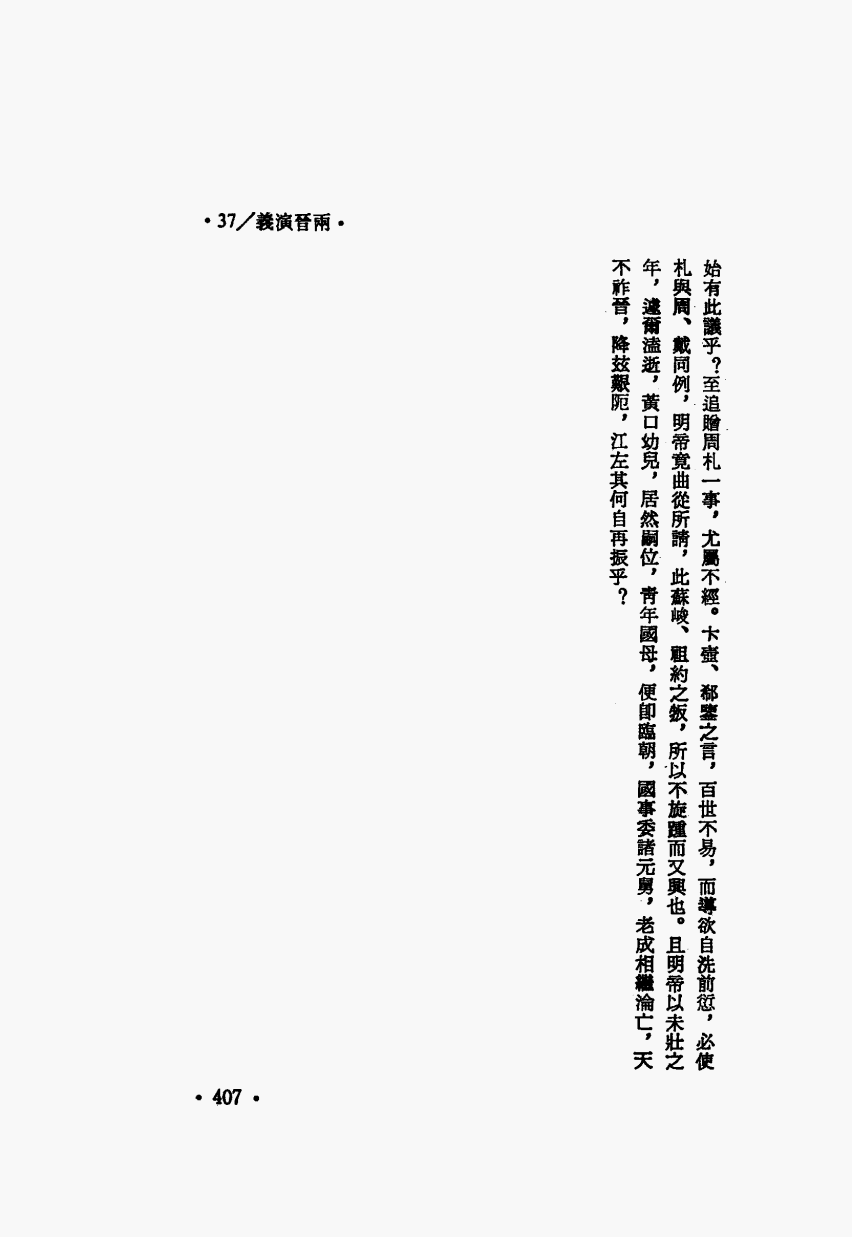 ・37／義演晉兩・
始有此議乎？至追贈周札一事，尤屬不經。卞壼、郗鑒之言，百世不易，而導欲自洗前愆，必使
札與周、戴同例，明帝竟曲從所請，此蘇峻、祖約之叛，所以不旋踵而又興也。且明帝以未壯之
年，遽爾溘逝，黃口幼兒，居然嗣位，青年國母，便即臨朝，國事委諸元舅，老成相繼淪亡，天
不祚晉，降茲艱阨，江左其何自再振乎？
・407・